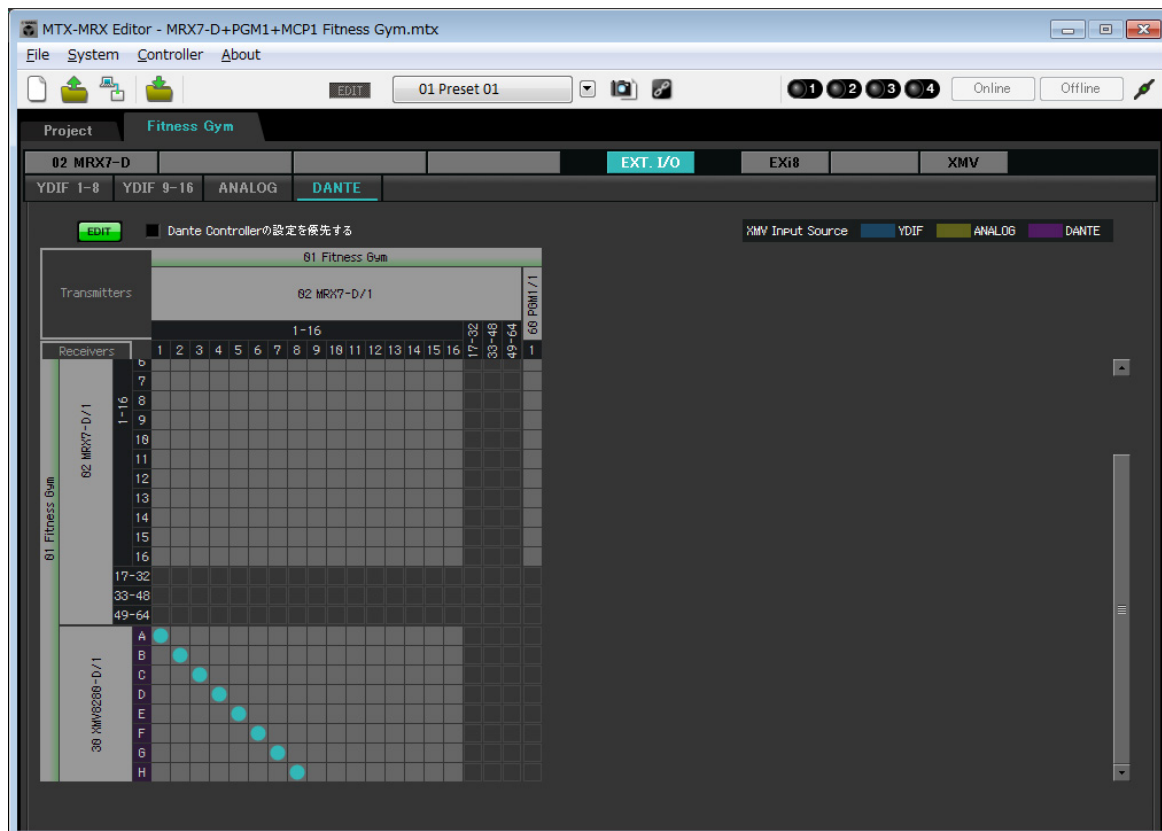 MTX-MRX Editor - MRX7-D+PGM1+MCP1 Fitness Gym.mtx
File System Controller About
EDIT 01 Preset 01 1 2 3 4 Online Offline
Project Fitness Gym
02 MRX7-D EXT. I/O EXi8 XMV
YDIF 1-8 YDIF 9-16 ANALOG DANTE
EDIT Dante Controllerの設定を優先する XMV Input Source YDIF ANALOG DANTE
01 Fitness Gym
Transmitters 02 MRX7-D/1 60 PGM1/1
1-16 17-32 33-48 49-64
Receivers 1 2 3 4 5 6 7 8 9 10 11 12 13 14 15 16 1
01 Fitness Gym
02 MRX7-D/1
1-16
6
7
8
9
10
11
12
13
14
15
16
17-32
33-48
49-64
30 XMV8280-D/1
A
B
C
D
E
F
G
H